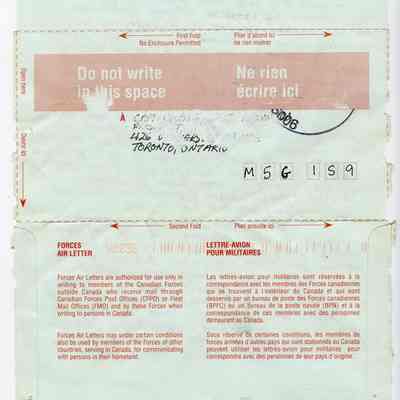 First fold Plier d'abord ici
No Enclosure Permitted ne rien insérer
Open here
Ouvrir ici
Do not write Ne rien
in this space écrire ici
426
TORONTO, ONTARIO
M5G 1S9
Second Fold Plier ensuite ici
FORCES
AIR LETTER
LETTRE-AVION
POUR MILITAIRES
Forces Air Letters are authorized for use only in
writing to members of the Canadian Forces
outside Canada who receive mail through
Canadian Forces Post Offices (CFPO) or Fleet
Mail Offices (FMO) and by these Forces when
writing to persons in Canada.
Forces Air Letters may under certain conditions
also be used by members of the Forces of other
countries, serving in Canada, for communicating
with persons in their homeland.
Les lettres-avion pour militaires sont réservées à la
correspondance avec les membres des Forces canadiennes
qui se trouvent à l'extérieur du Canada et qui sont
desservis par un bureau de poste des Forces canadiennes
(BPFC) ou un Bureau de la poste navale (BPN) et à la
correspondance de ces membres avec des personnes
demeurant au Canada.
Sous réserve de certaines conditions, les membres de
forces armées d'autres pays qui sont stationnés au Canada
peuvent utiliser les lettres-avion pour militaires pour
correspondre avec des personnes de leur pays d'origine.